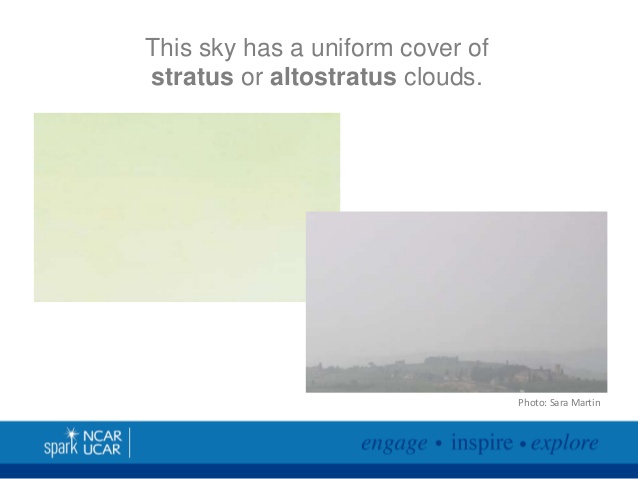 This sky has a uniform cover of
stratus or altostratus clouds.
Photo: Sara Martin
spark NCAR
UCAR
engage • inspire • explore